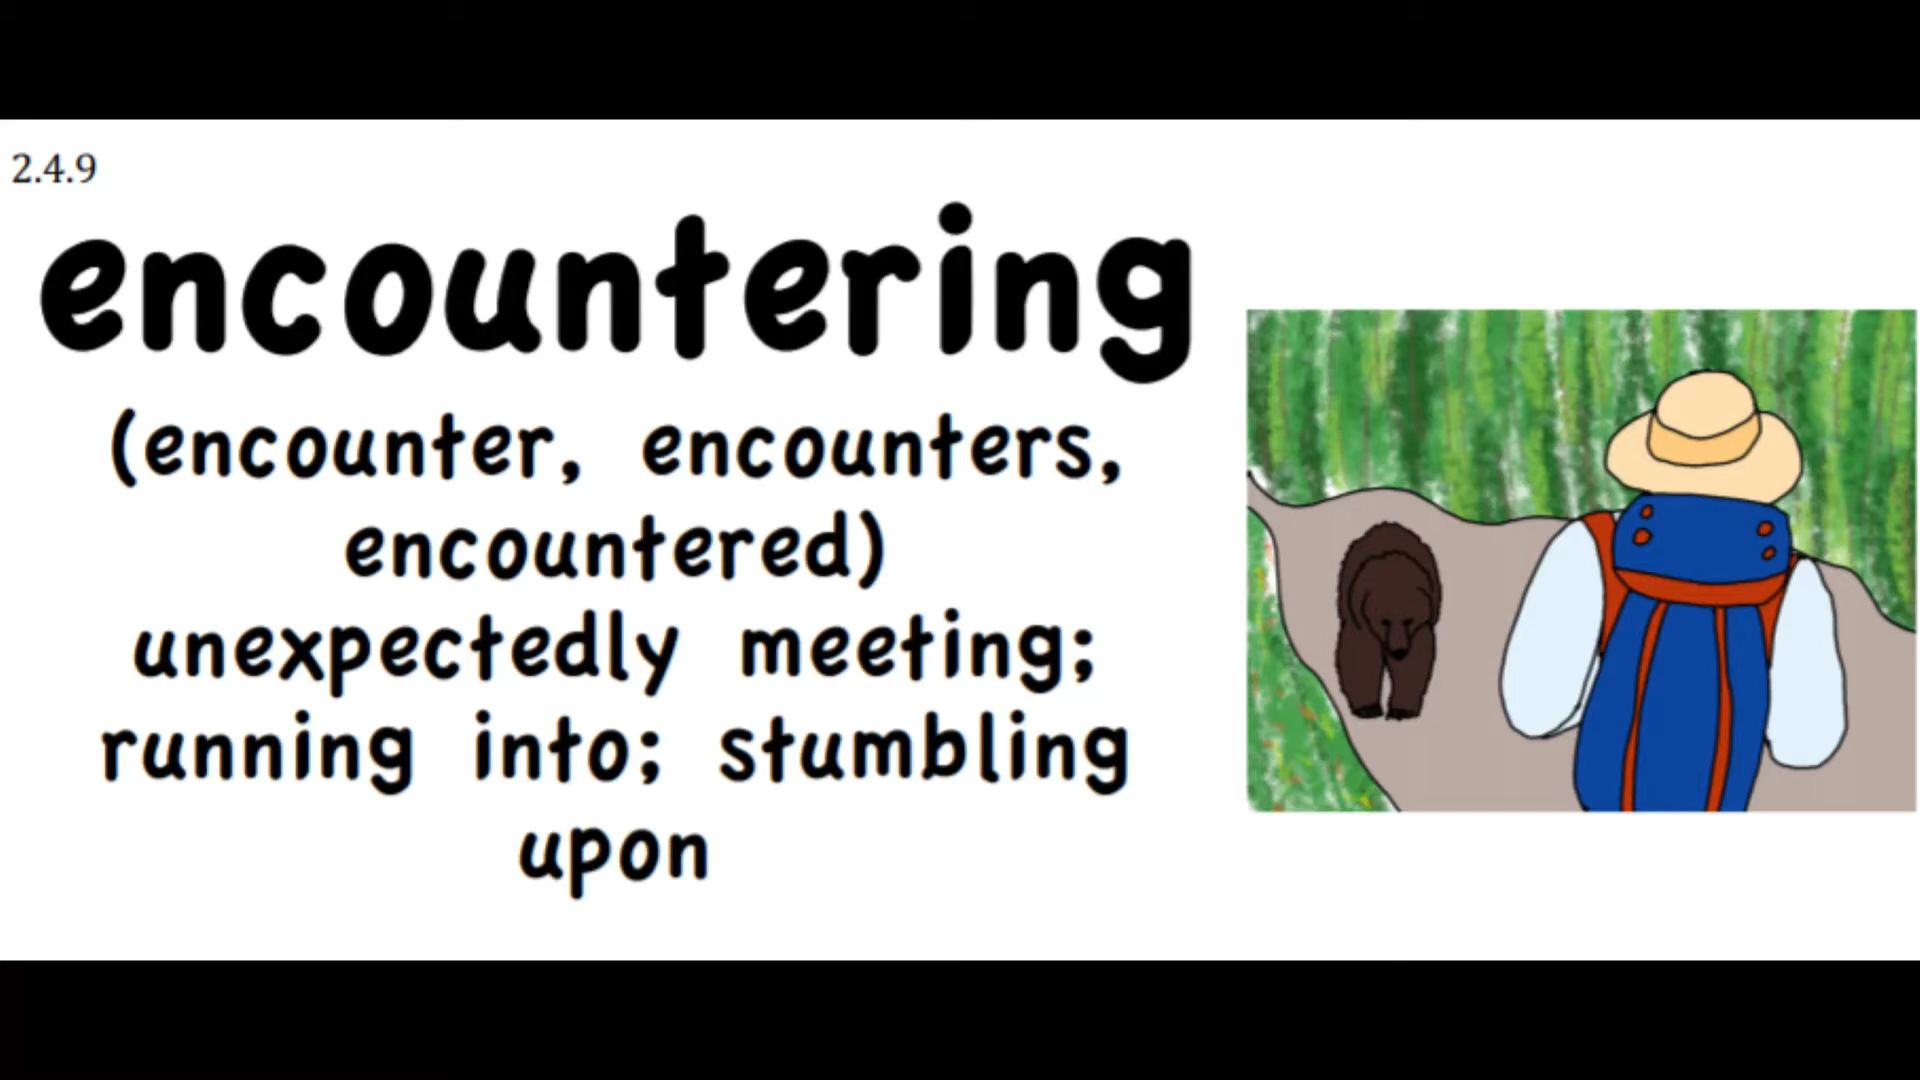 2.4.9
encountering
(encounter, encounters,
encountered)
unexpectedly meeting;
running into; stumbling
upon